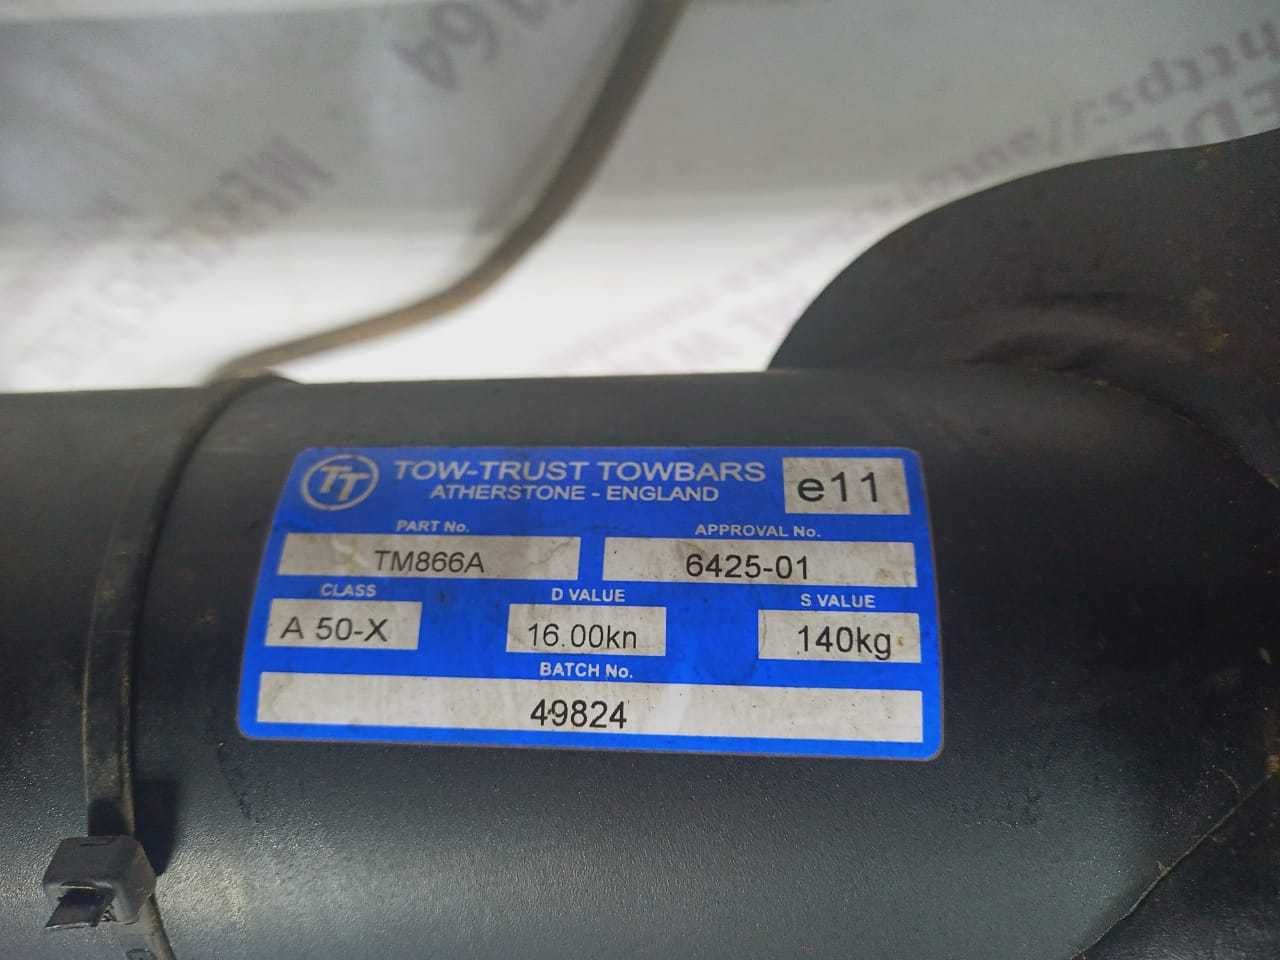 TT TOW-TRUST TOWBARS e11
ATHERSTONE - ENGLAND
PART No. APPROVAL No.
TM866A 6425-01
CLASS D VALUE S VALUE
A 50-X 16.00kn 140kg
BATCH No.
49824